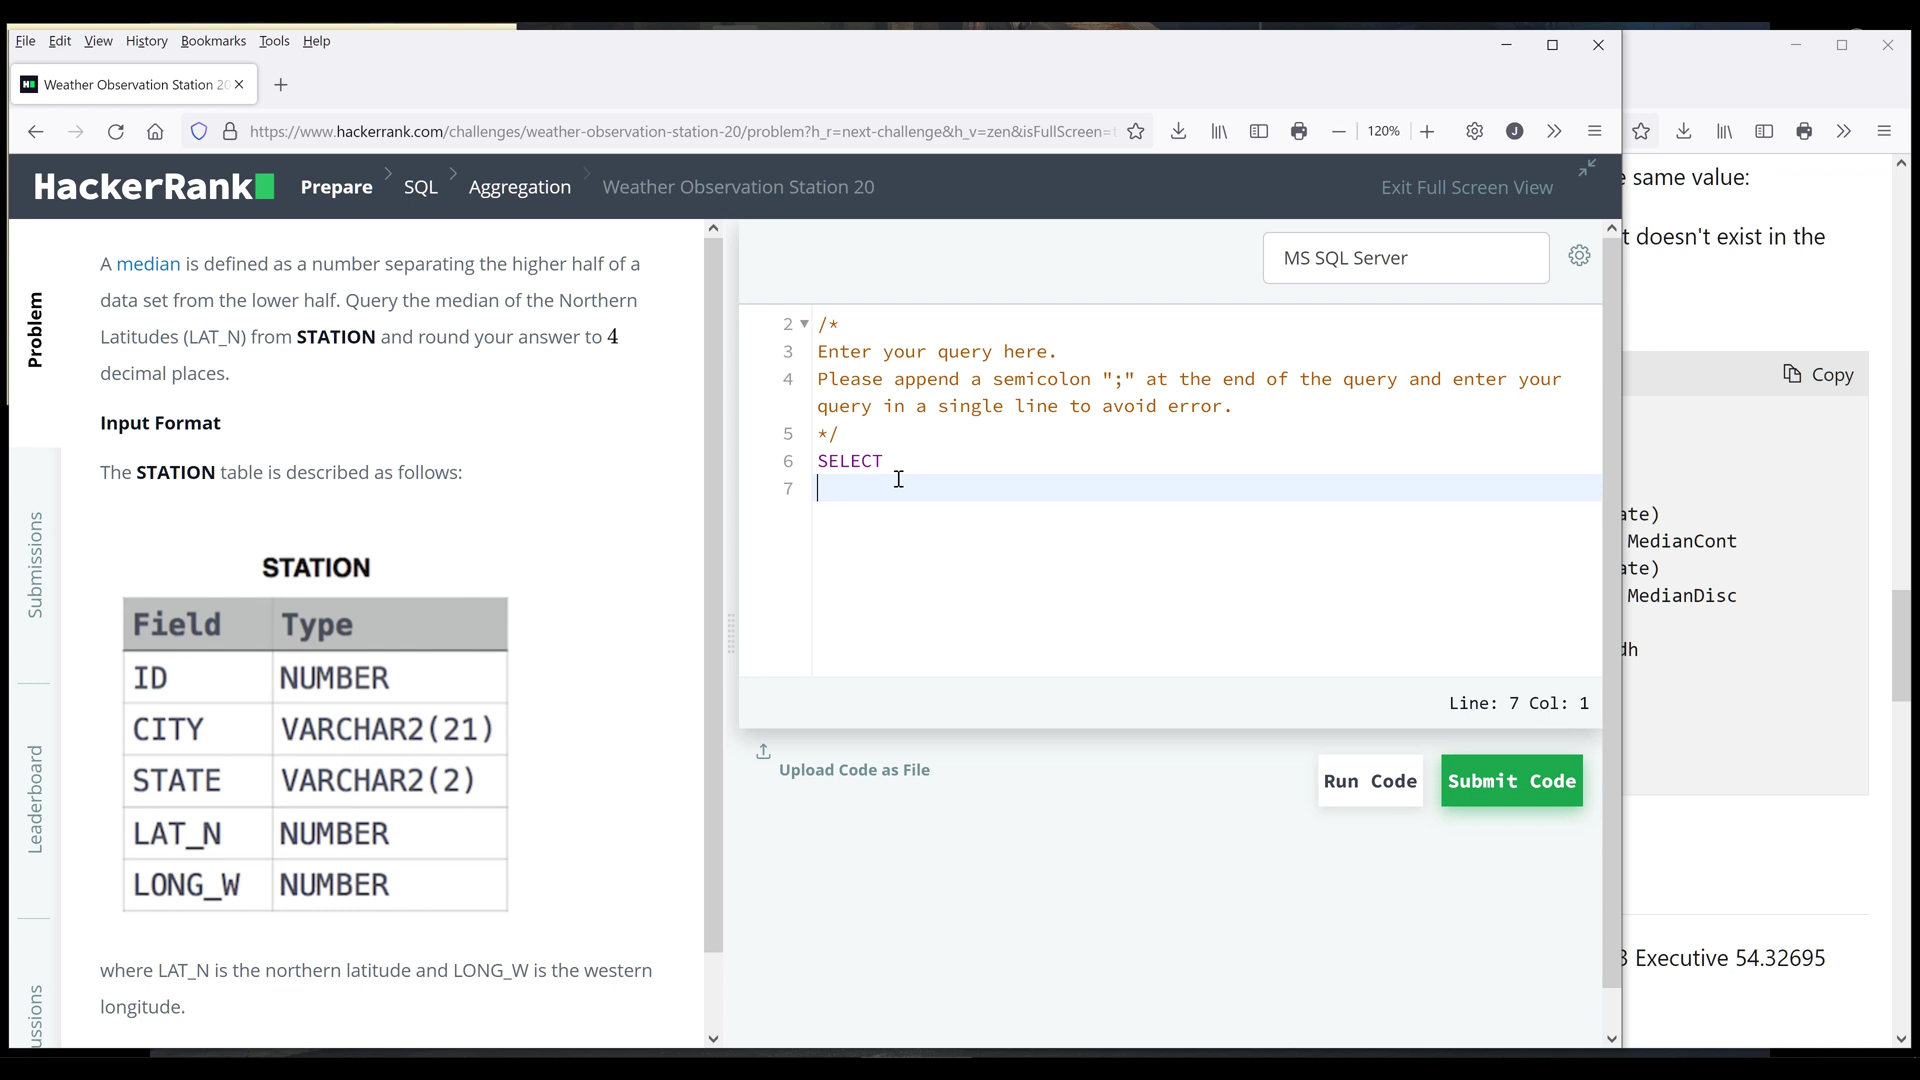 File Edit View History Bookmarks Tools Help
Weather Observation Station 20
https://www.hackerrank.com/challenges/weather-observation-station-20/problem?h_r=next-challenge&h_v=zen&isFullScreen=
120%
J
HackerRank
Prepare
SQL
Aggregation
Weather Observation Station 20
Exit Full Screen View
Problem
Submissions
Leaderboard
ussions
A median is defined as a number separating the higher half of a
data set from the lower half. Query the median of the Northern
Latitudes (LAT_N) from STATION and round your answer to 4
decimal places.
Input Format
The STATION table is described as follows:
STATION
Field Type
ID NUMBER
CITY VARCHAR2(21)
STATE VARCHAR2(2)
LAT_N NUMBER
LONG_W NUMBER
where LAT_N is the northern latitude and LONG_W is the western
longitude.
MS SQL Server
2 /*
3 Enter your query here.
4 Please append a semicolon ";" at the end of the query and enter your
query in a single line to avoid error.
5 */
6 SELECT
7
Line: 7 Col: 1
Upload Code as File
Run Code
Submit Code
e same value:
t doesn't exist in the
Copy
ate)
MedianCont
ate)
MedianDisc
dh
3 Executive 54.32695